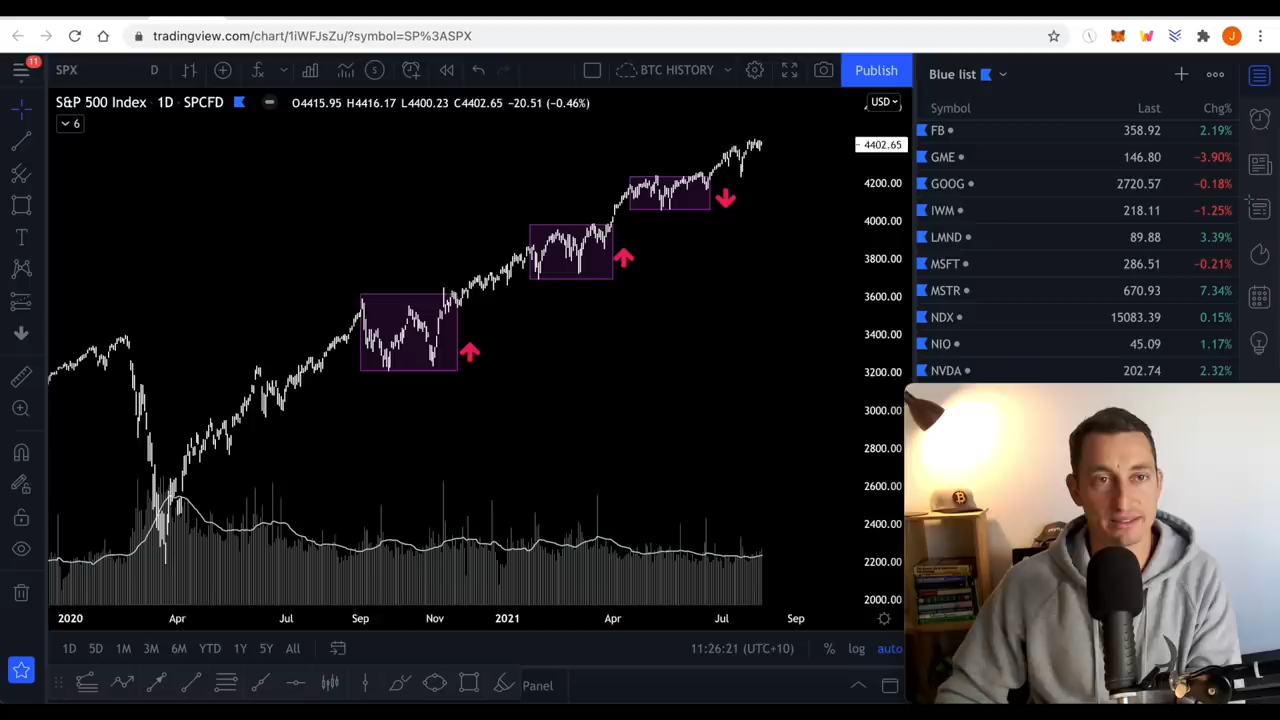 tradingview.com/chart/1iWFJsZu/?symbol=SP%3ASPX
J
11
SPX
D
BTC HISTORY
Publish
Blue list
S&P 500 Index · 1D · SPCFD
O4415.95 H4416.17 L4400.23 C4402.65 −20.51 (−0.46%)
USD
6
Symbol Last Chg%
FB 358.92 2.19%
GME 146.80 −3.90%
GOOG 2720.57 −0.18%
IWM 218.11 −1.25%
LMND 89.88 3.39%
MSFT 286.51 −0.21%
MSTR 670.93 7.34%
NDX 15083.39 0.15%
NIO 45.09 1.17%
NVDA 202.74 2.32%
4402.65
4200.00
4000.00
3800.00
3600.00
3400.00
3200.00
3000.00
2800.00
2600.00
2400.00
2200.00
2000.00
2020 Apr Jul Sep Nov 2021 Apr Jul Sep
1D 5D 1M 3M 6M YTD 1Y 5Y All
11:26:21 (UTC+10) % log auto
Panel